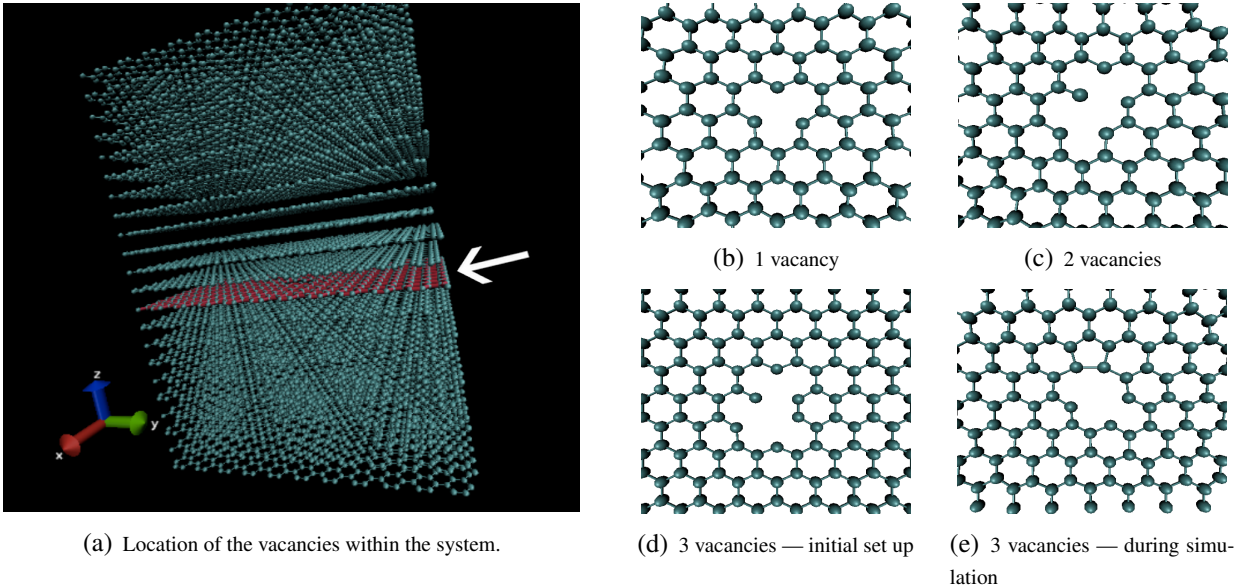 z
y
x
(a) Location of the vacancies within the system.
(b) 1 vacancy
(c) 2 vacancies
(d) 3 vacancies — initial set up
(e) 3 vacancies — during simu-
lation